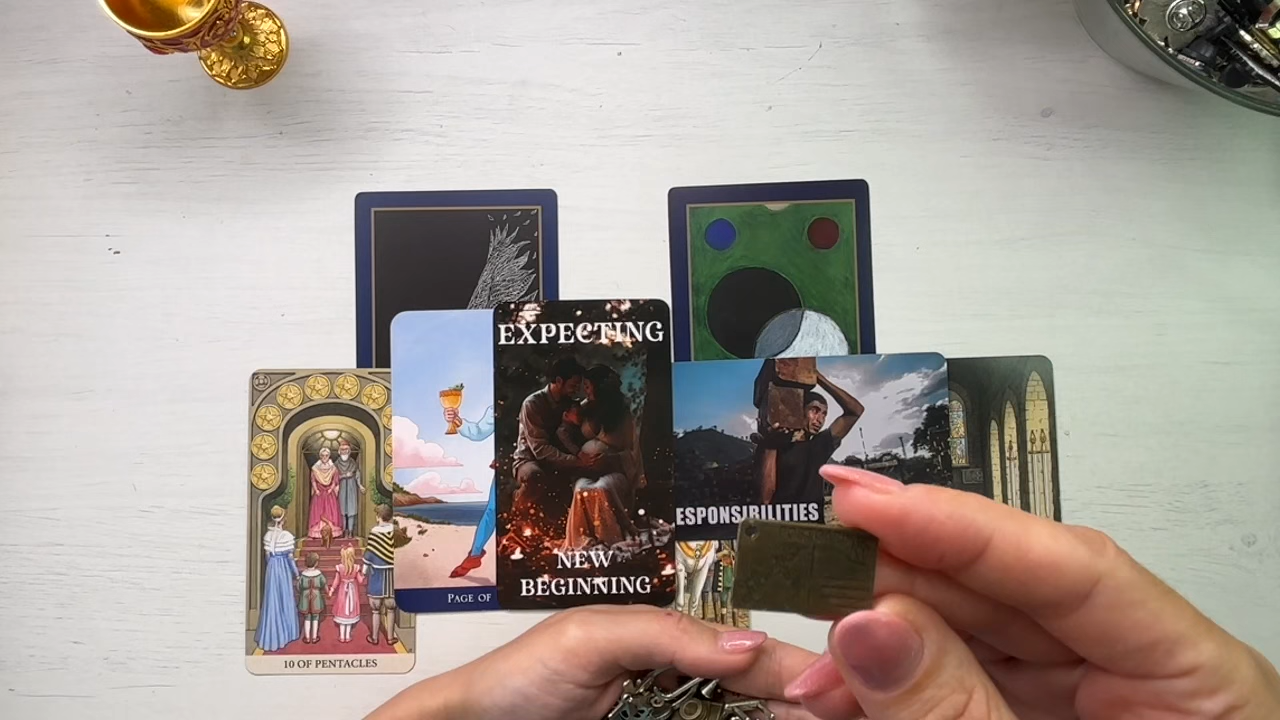 EXPECTING
ESPONSIBILITIES
NEW
BEGINNING
PAGE OF
10 OF PENTACLES